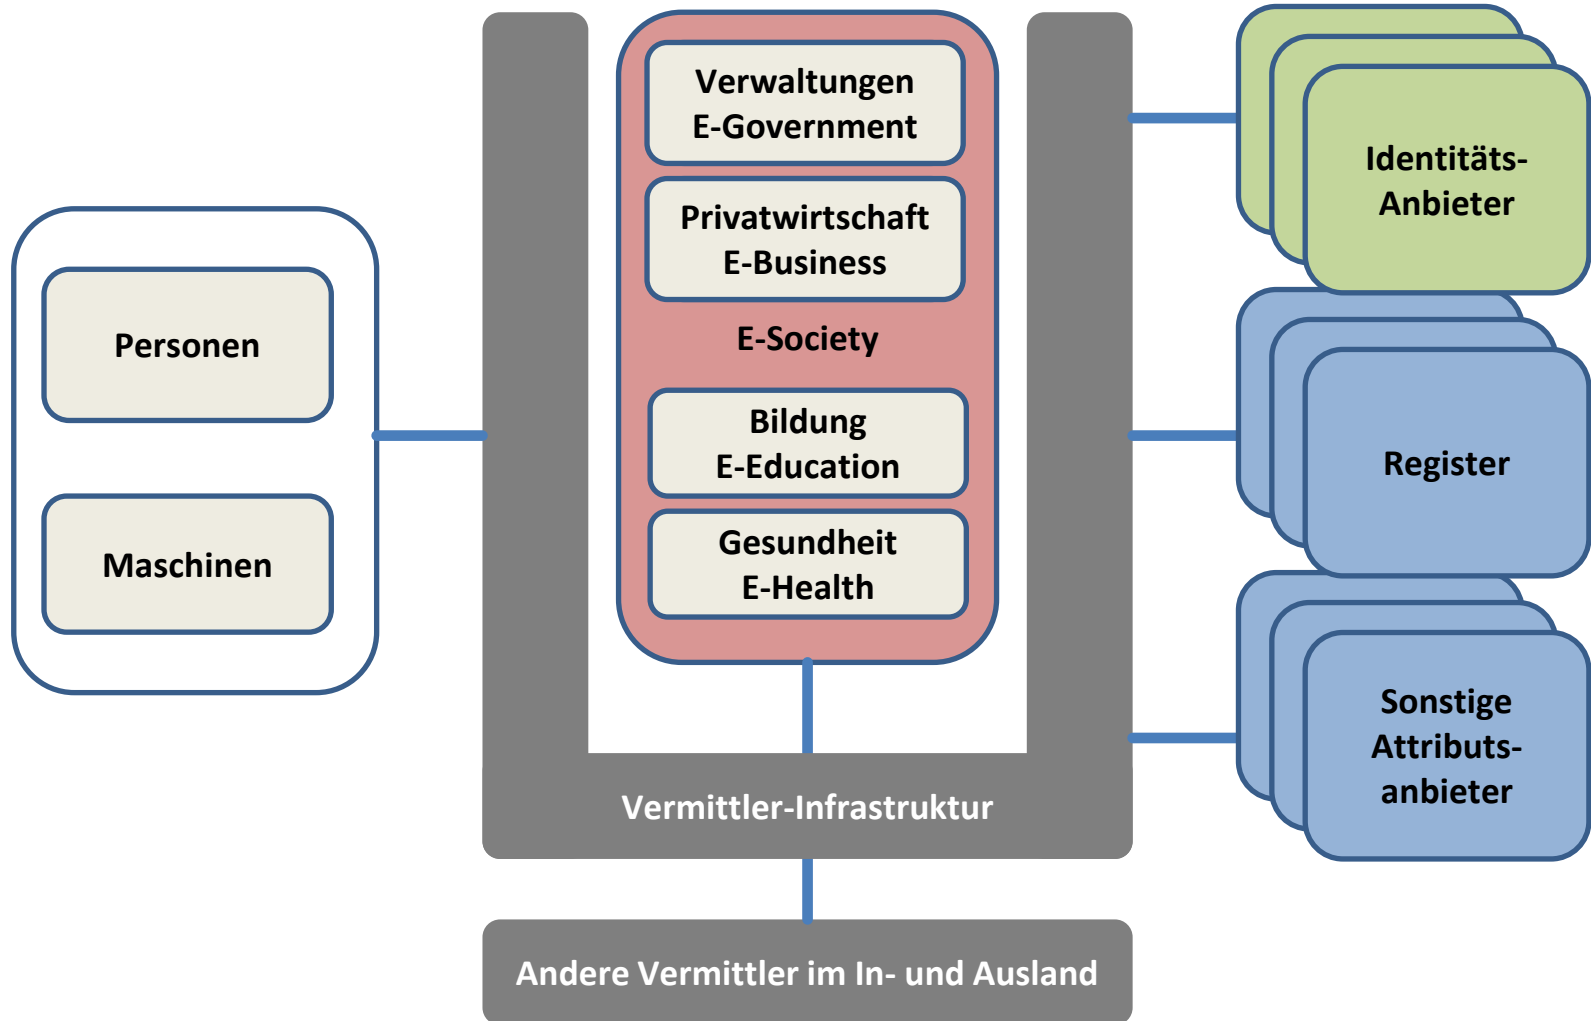 Personen
Maschinen
Verwaltungen
E-Government
Privatwirtschaft
E-Business
E-Society
Bildung
E-Education
Gesundheit
E-Health
Vermittler-Infrastruktur
Andere Vermittler im In- und Ausland
Identitäts-
Anbieter
Register
Sonstige
Attributs-
anbieter